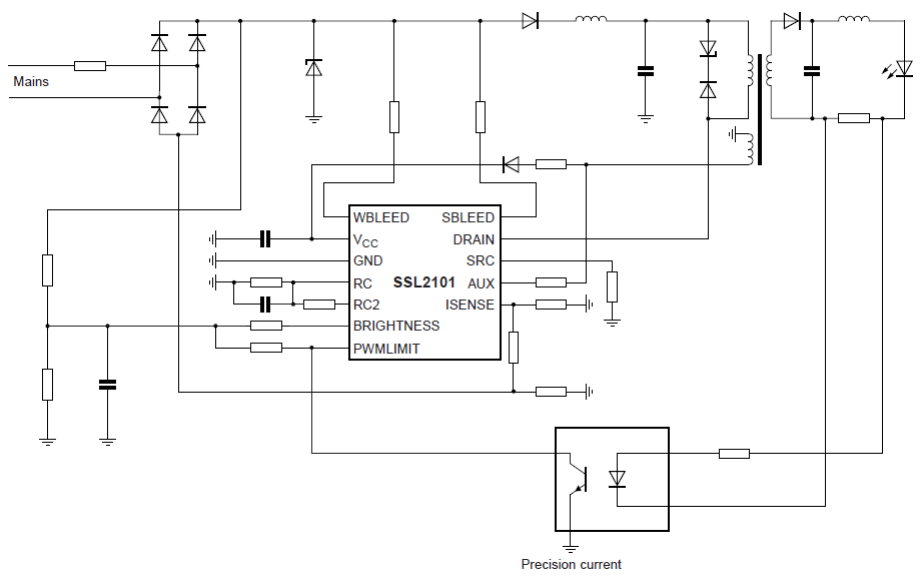 Mains
WBLEED SBLEED
VCC DRAIN
GND SRC
RC SSL2101 AUX
RC2 ISENSE
BRIGHTNESS
PWMLIMIT
Precision current